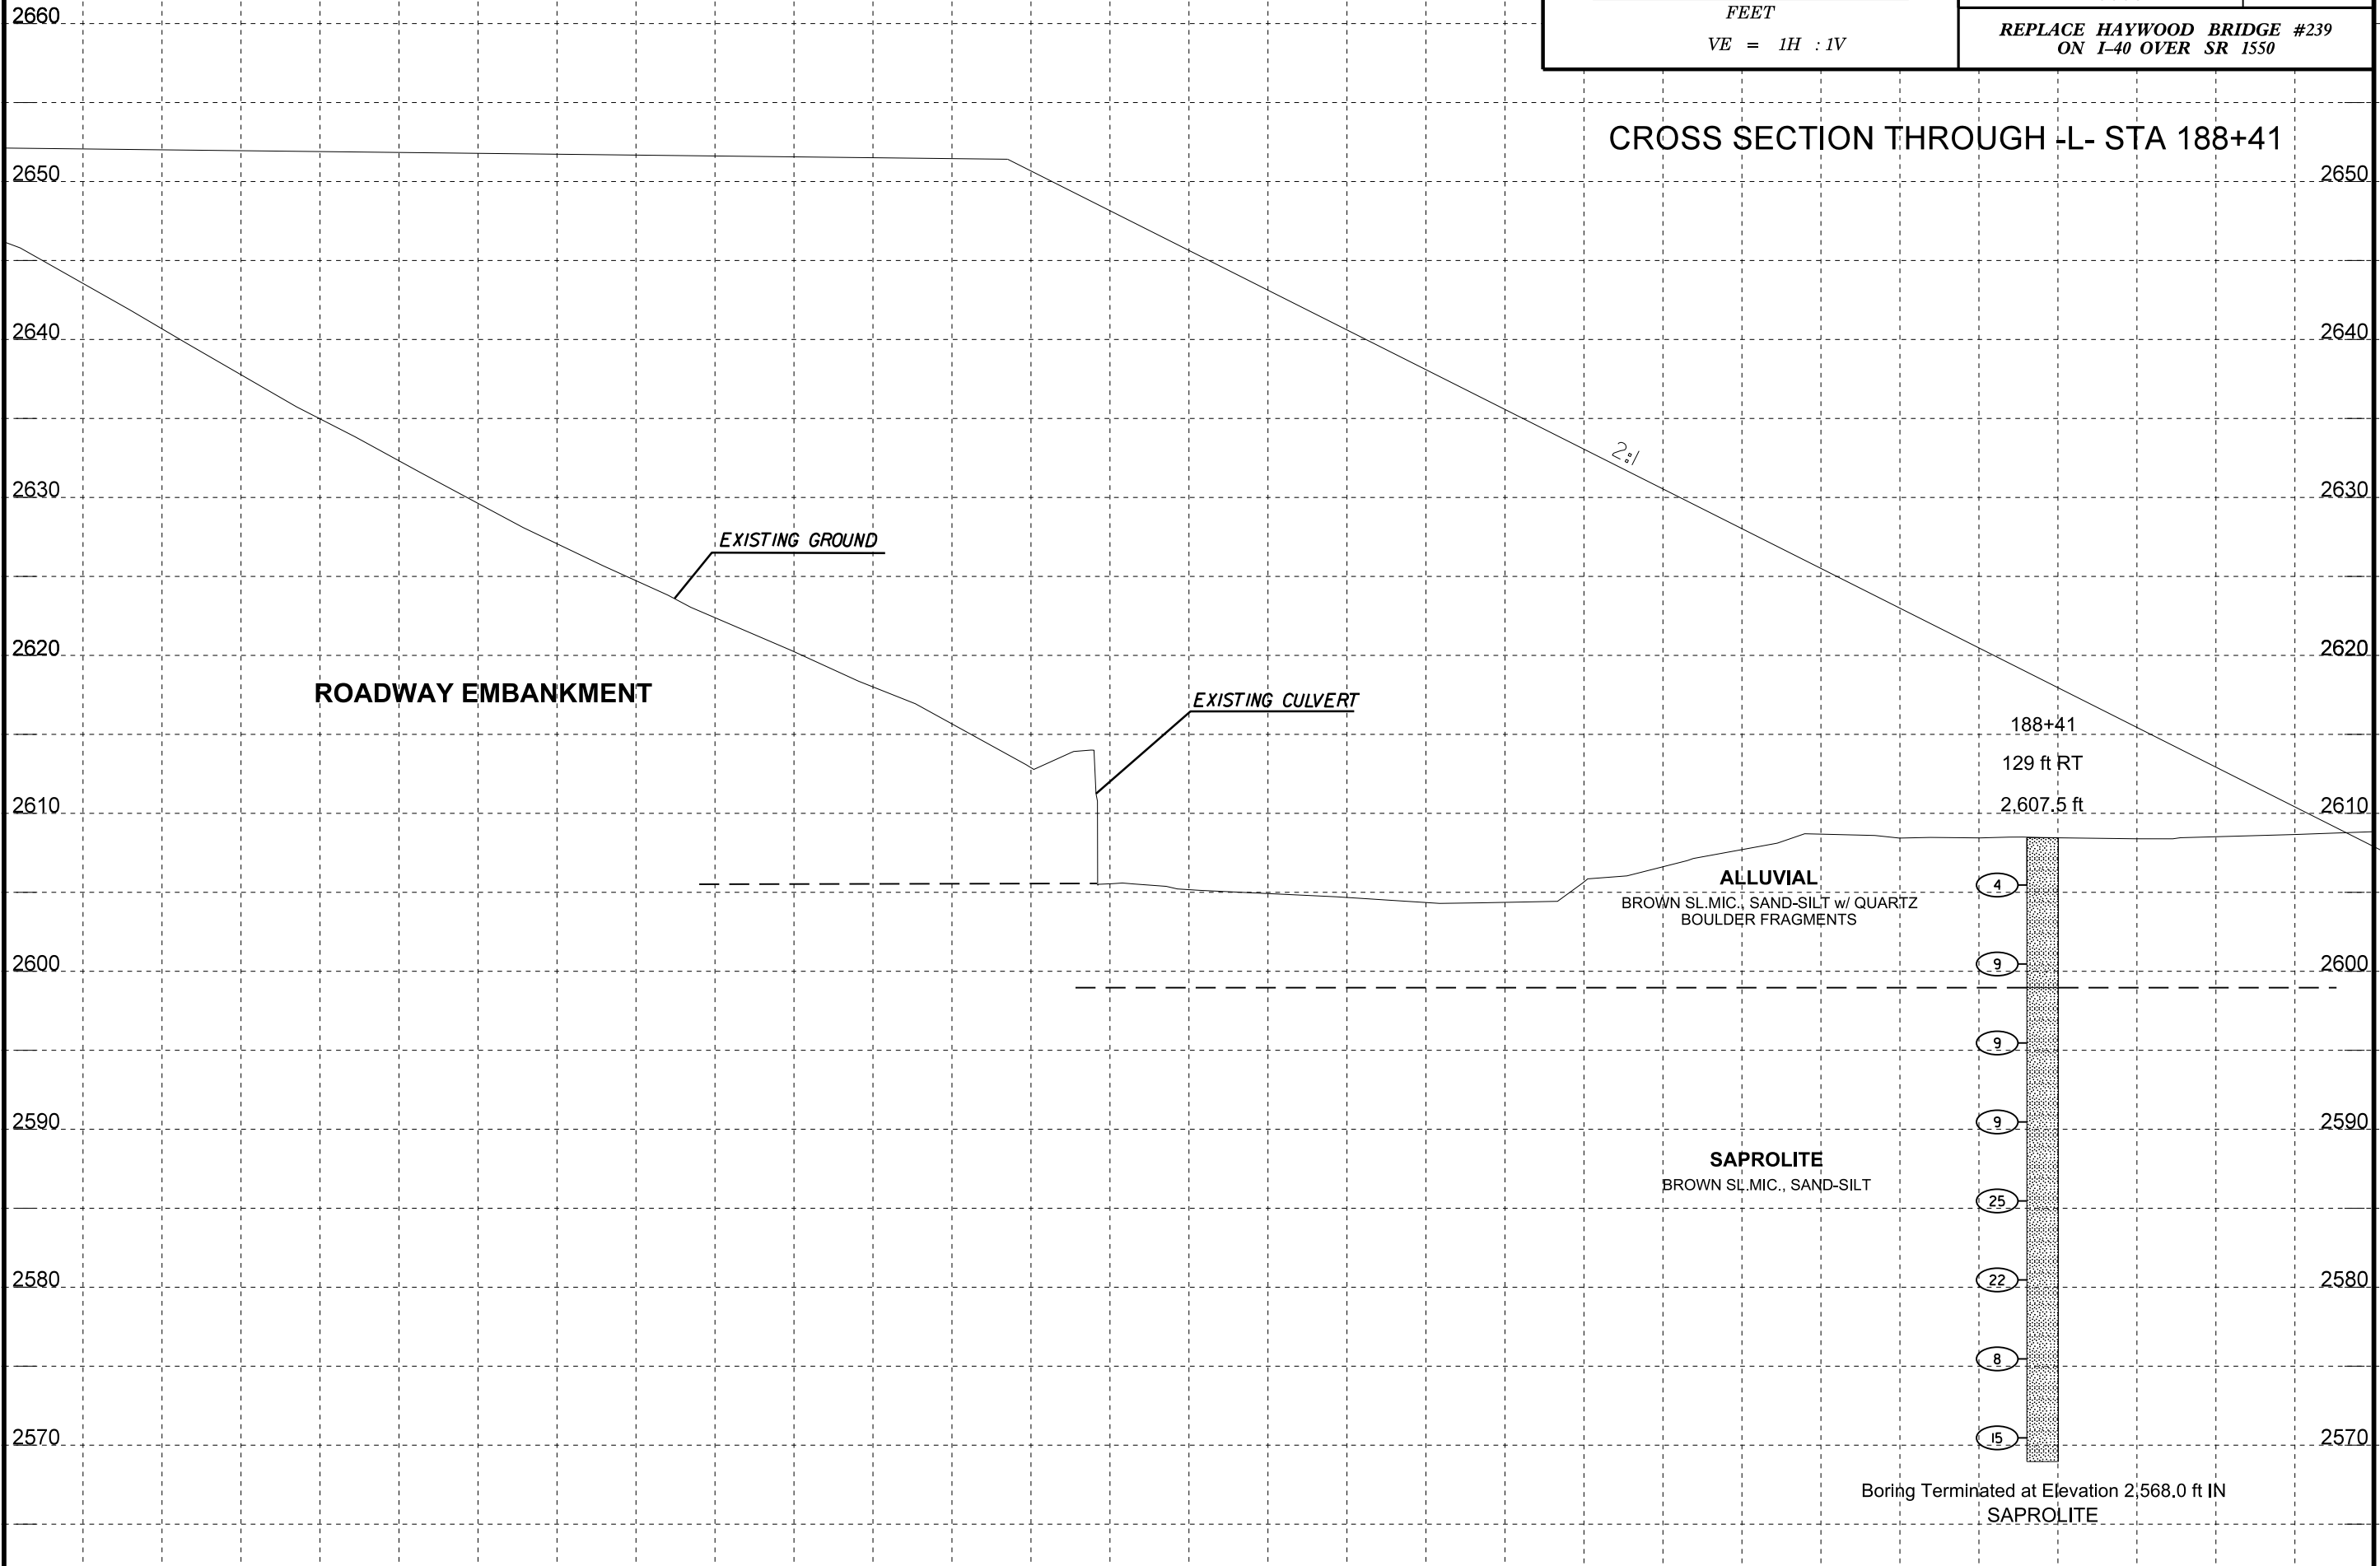 2660
FEET
VE = 1H : 1V
REPLACE HAYWOOD BRIDGE #239
ON I-40 OVER SR 1550
CROSS SECTION THROUGH -L- STA 188+41
2650
2650
2640
2640
2:1
2630
2630
EXISTING GROUND
2620
2620
ROADWAY EMBANKMENT
EXISTING CULVERT
188+41
129 ft RT
2,607.5 ft
2610
2610
ALLUVIAL
BROWN SL.MIC., SAND-SILT w/ QUARTZ
BOULDER FRAGMENTS
4
9
2600
2600
9
9
2590
2590
SAPROLITE
BROWN SL.MIC., SAND-SILT
25
22
2580
2580
8
15
2570
2570
Boring Terminated at Elevation 2,568.0 ft IN
SAPROLITE